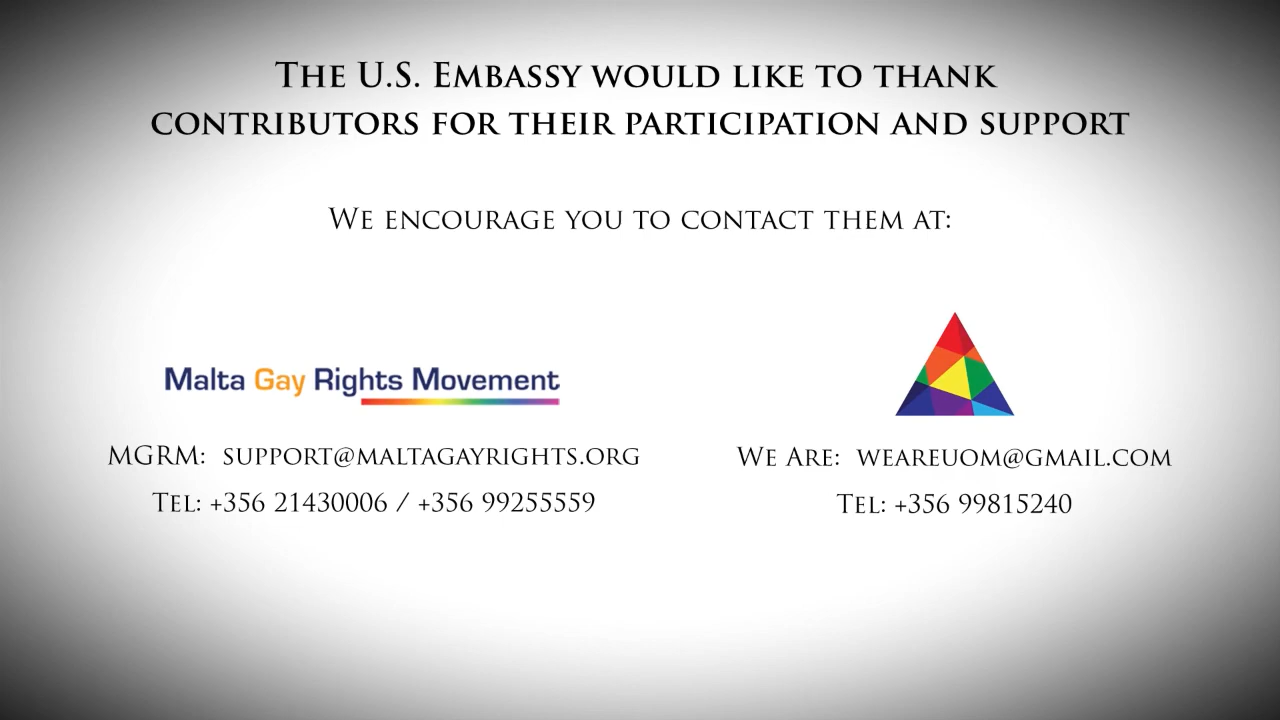 The U.S. Embassy would like to thank
contributors for their participation and support
We encourage you to contact them at:
Malta Gay Rights Movement
MGRM: support@maltagayrights.org
Tel: +356 21430006 / +356 99255559
We Are: weareuom@gmail.com
Tel: +356 99815240